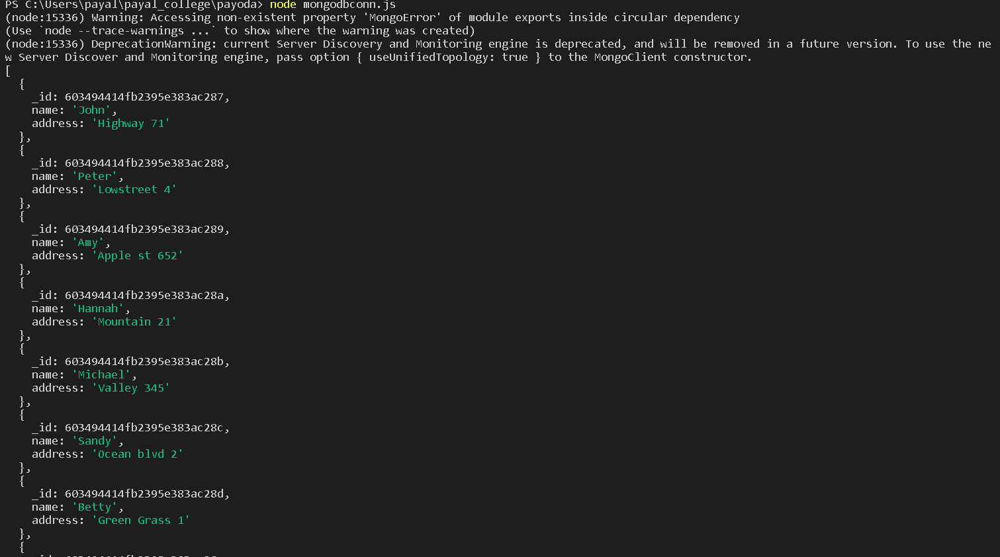 PS C:\Users\payal\payal_college\payoda> node mongodbconn.js
(node:15336) Warning: Accessing non-existent property 'MongoError' of module exports inside circular dependency
(Use `node --trace-warnings ...` to show where the warning was created)
(node:15336) DeprecationWarning: current Server Discovery and Monitoring engine is deprecated, and will be removed in a future version. To use the ne
w Server Discover and Monitoring engine, pass option { useUnifiedTopology: true } to the MongoClient constructor.
[
  {
    _id: 603494414fb2395e383ac287,
    name: 'John',
    address: 'Highway 71'
  },
  {
    _id: 603494414fb2395e383ac288,
    name: 'Peter',
    address: 'Lowstreet 4'
  },
  {
    _id: 603494414fb2395e383ac289,
    name: 'Amy',
    address: 'Apple st 652'
  },
  {
    _id: 603494414fb2395e383ac28a,
    name: 'Hannah',
    address: 'Mountain 21'
  },
  {
    _id: 603494414fb2395e383ac28b,
    name: 'Michael',
    address: 'Valley 345'
  },
  {
    _id: 603494414fb2395e383ac28c,
    name: 'Sandy',
    address: 'Ocean blvd 2'
  },
  {
    _id: 603494414fb2395e383ac28d,
    name: 'Betty',
    address: 'Green Grass 1'
  },
  {